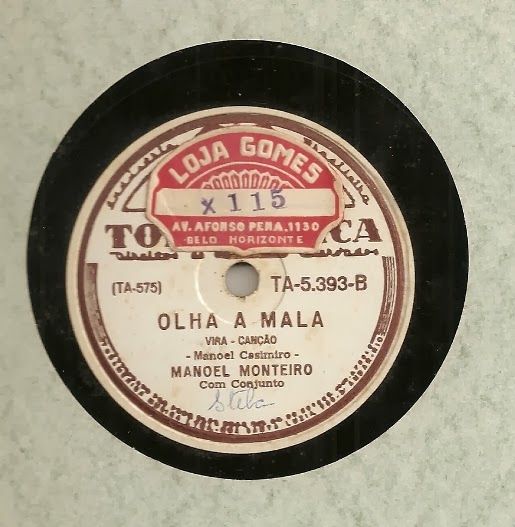 LOJA GOMES
X 115
AV. AFONSO PENA, 1130
BELO HORIZONTE
(TA-575)
TA-5.393-B
OLHA A MALA
VIRA - CANÇÃO
- Manoel Casimiro -
MANOEL MONTEIRO
Com Conjunto